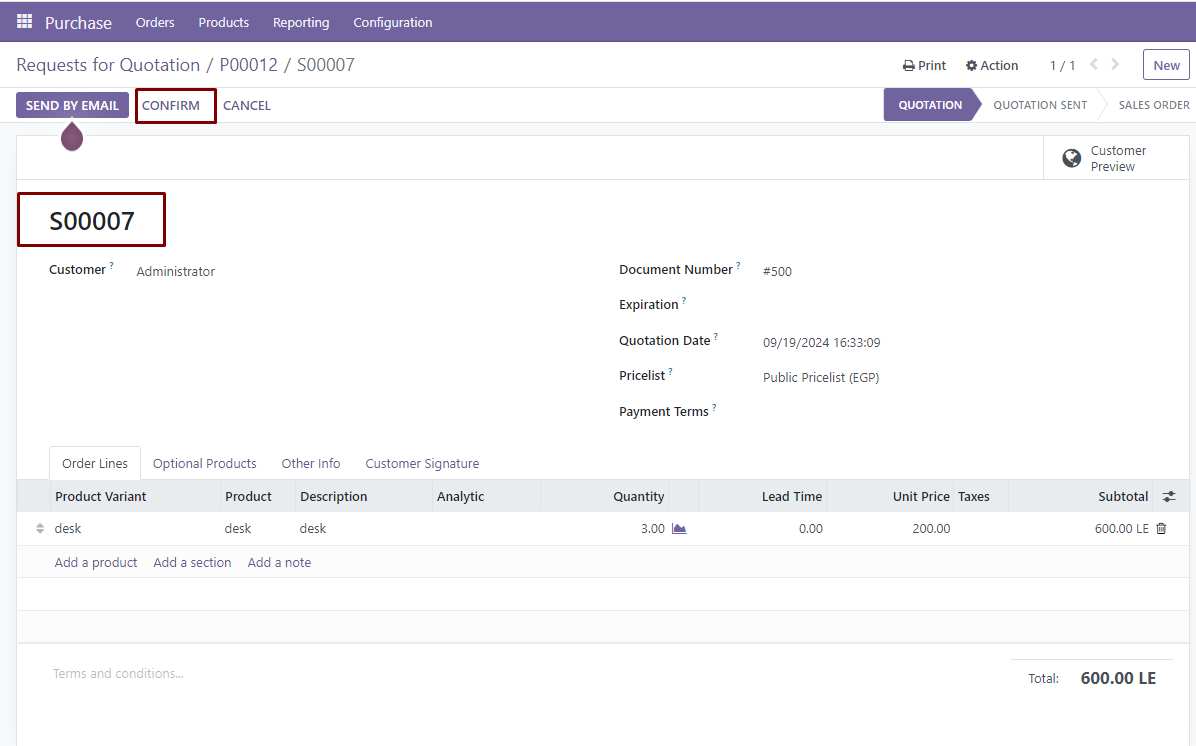 Purchase Orders Products Reporting Configuration
Requests for Quotation / P00012 / S00007 Print Action 1 / 1 New
SEND BY EMAIL CONFIRM CANCEL QUOTATION QUOTATION SENT SALES ORDER
Customer
Preview
S00007
Customer ? Administrator Document Number ? #500
Expiration ?
Quotation Date ? 09/19/2024 16:33:09
Pricelist ? Public Pricelist (EGP)
Payment Terms ?
Order Lines Optional Products Other Info Customer Signature
Product Variant Product Description Analytic Quantity Lead Time Unit Price Taxes Subtotal
desk desk desk 3.00 0.00 200.00 600.00 LE
Add a product Add a section Add a note
Terms and conditions... Total: 600.00 LE